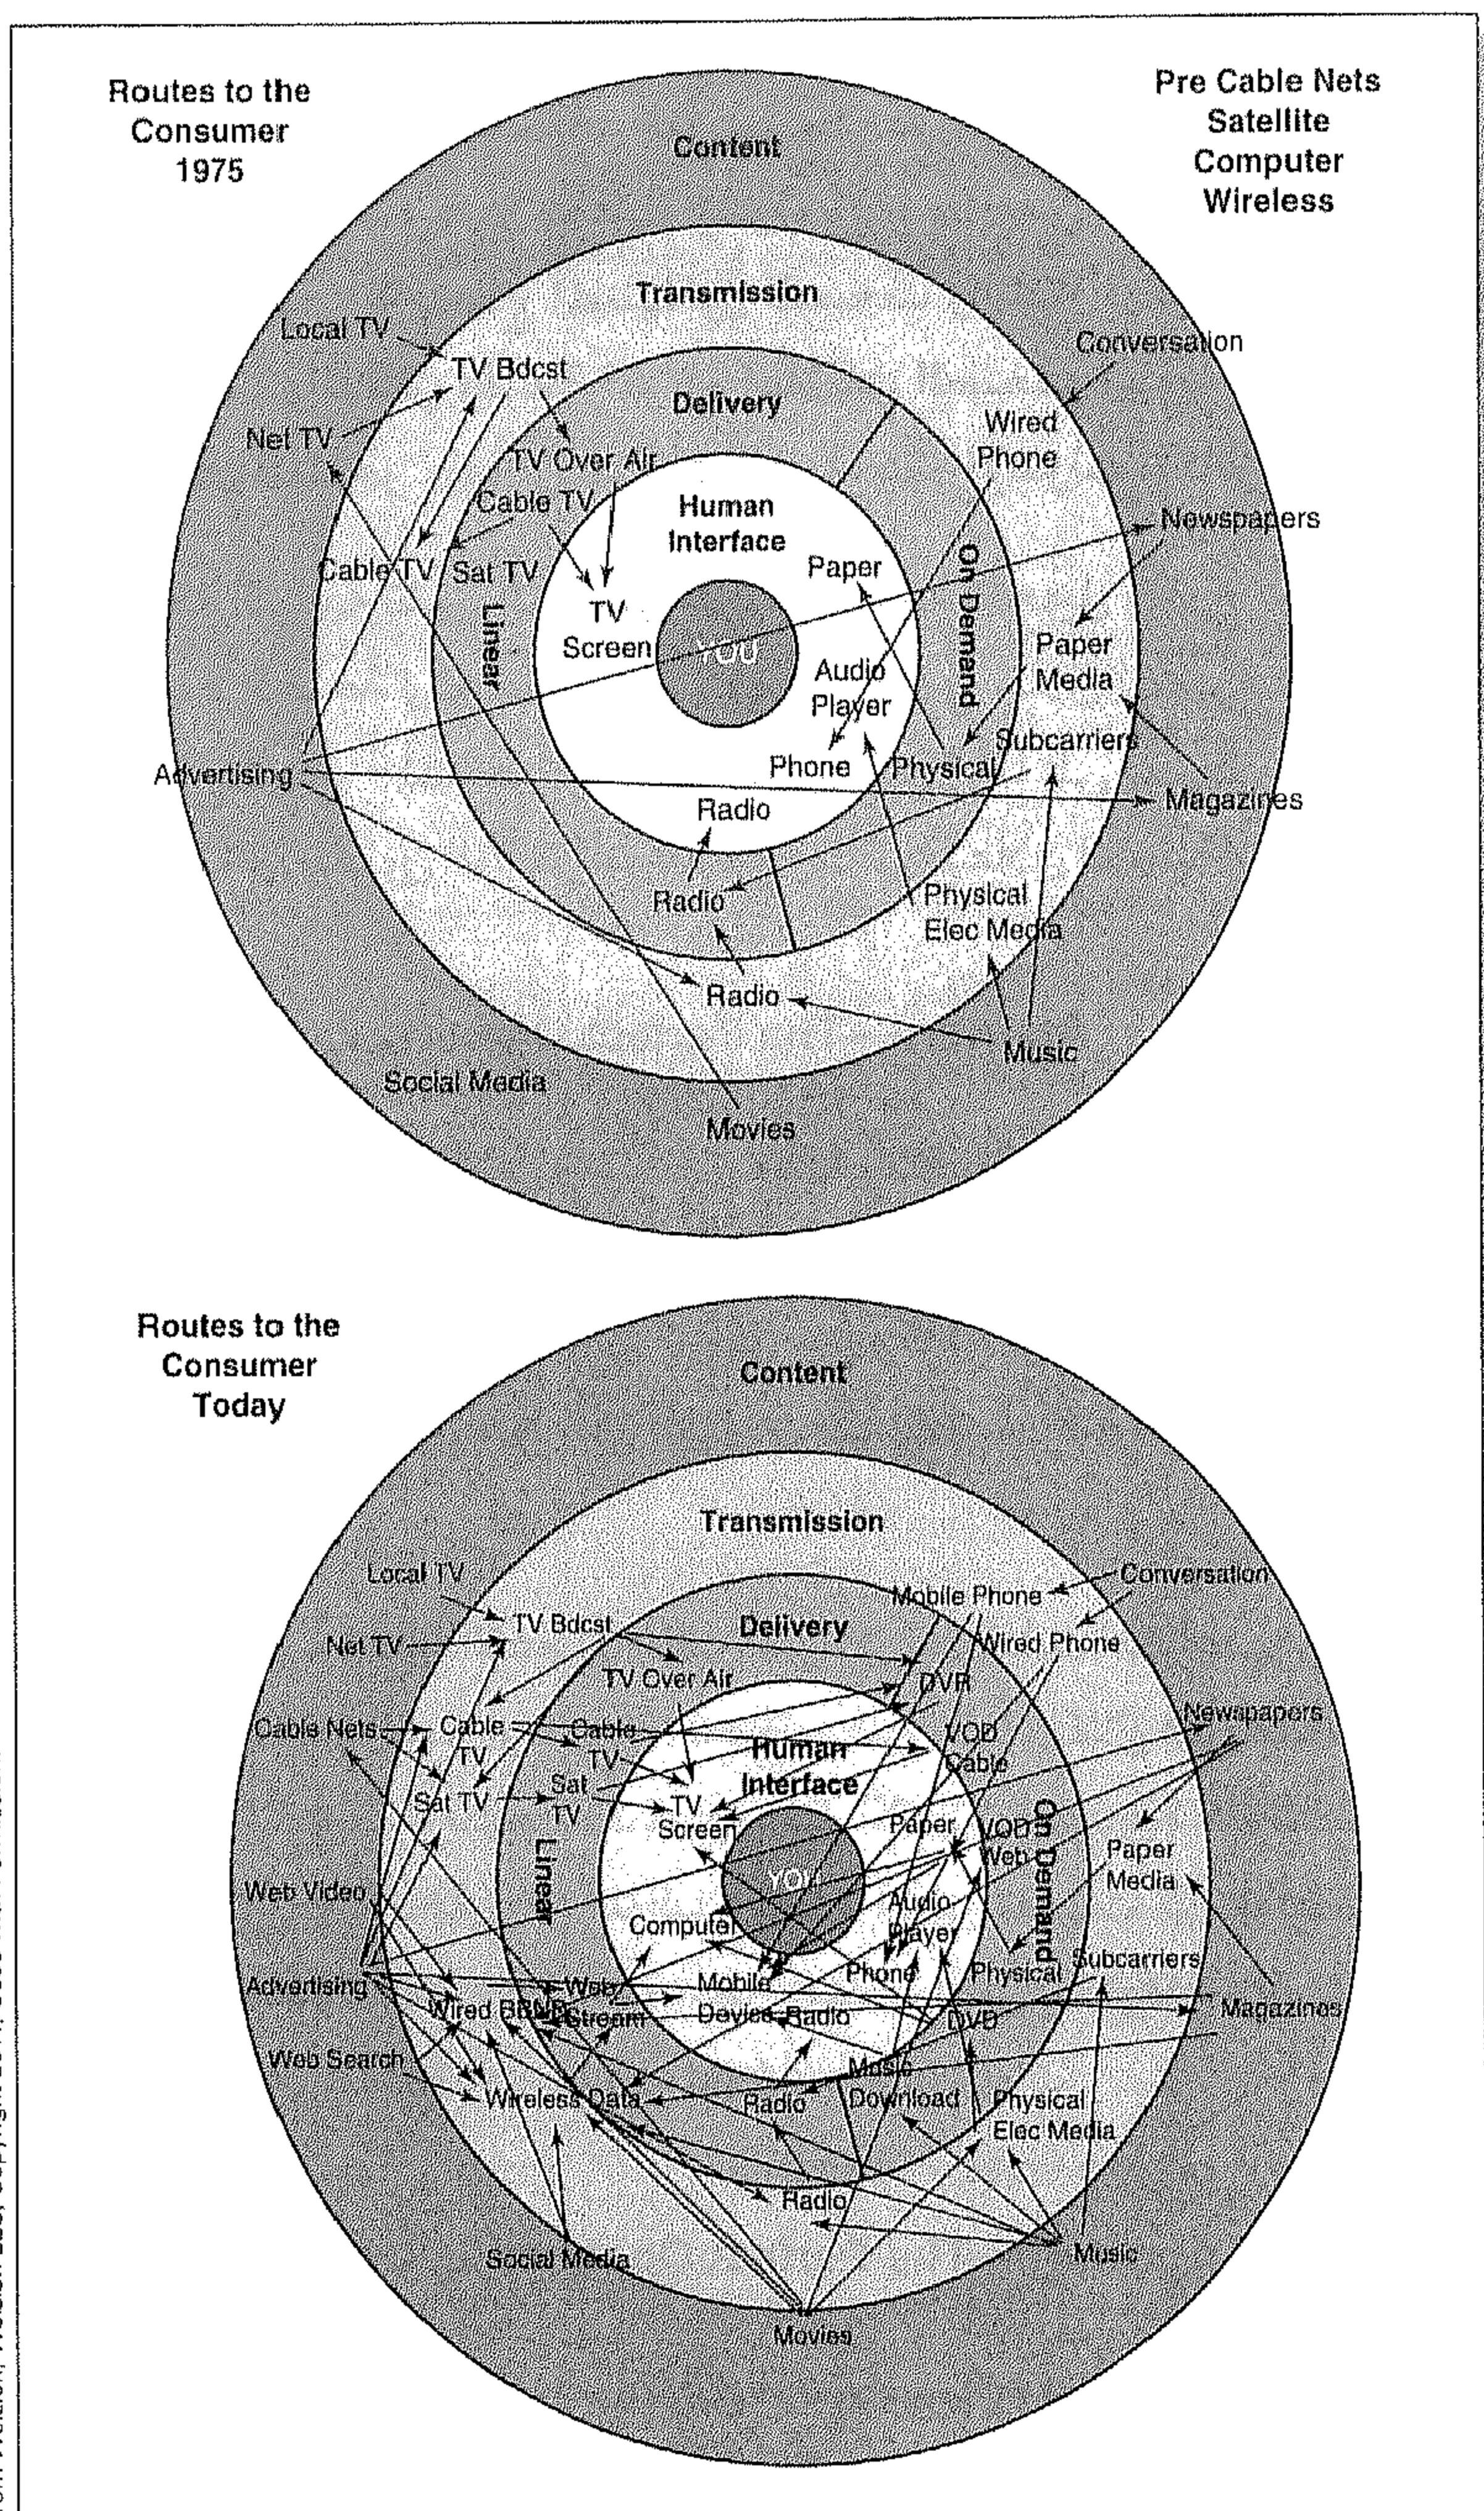 Routes to the
Consumer
1975
Pre Cable Nets
Satellite
Computer
Wireless
Content
Transmission
Local TV
Conversation
TV Bdcst
Delivery
Wired
Phone
Net TV
TV Over Air
Cable TV
Human
Interface
Newspapers
Cable TV
Sat TV
Paper
On Demand
TV
Screen
Linear
YOU
Paper
Media
Audio
Player
Subcarriers
Advertising
Phone
Physical
Magazines
Radio
Radio
Physical
Elec Media
Radio
Music
Social Media
Movies
Routes to the
Consumer
Today
Content
Transmission
Local TV
Conversation
Mobile Phone
TV Bdcst
Delivery
Wired Phone
Net TV
TV Over Air
DVR
Newspapers
Cable Nets
Cable
TV
Cable
TV
VOD
Cable
Human
Interface
Sat TV
Sat
TV
TV
Screen
Paper
VOD
Web
On Demand
Paper
Media
Linear
YOU
Web Video
Audio
Player
Computer
Subcarriers
Advertising
Web
Stream
Mobile
Device
Phone
Physical
Magazines
Wired BBND
Radio
DVD
Web Search
Music
Download
Wireless Data
Radio
Physical
Elec Media
Radio
Social Media
Music
Movies